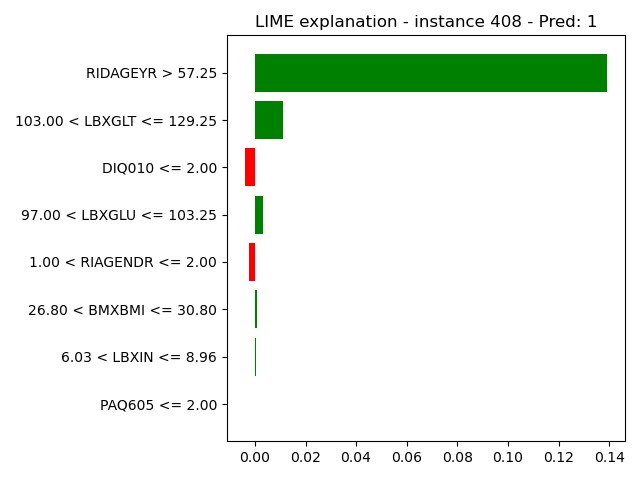 LIME explanation - instance 408 - Pred: 1
RIDAGEYR > 57.25
103.00 < LBXGLT <= 129.25
DIQ010 <= 2.00
97.00 < LBXGLU <= 103.25
1.00 < RIAGENDR <= 2.00
26.80 < BMXBMI <= 30.80
6.03 < LBXIN <= 8.96
PAQ605 <= 2.00
0.00 0.02 0.04 0.06 0.08 0.10 0.12 0.14